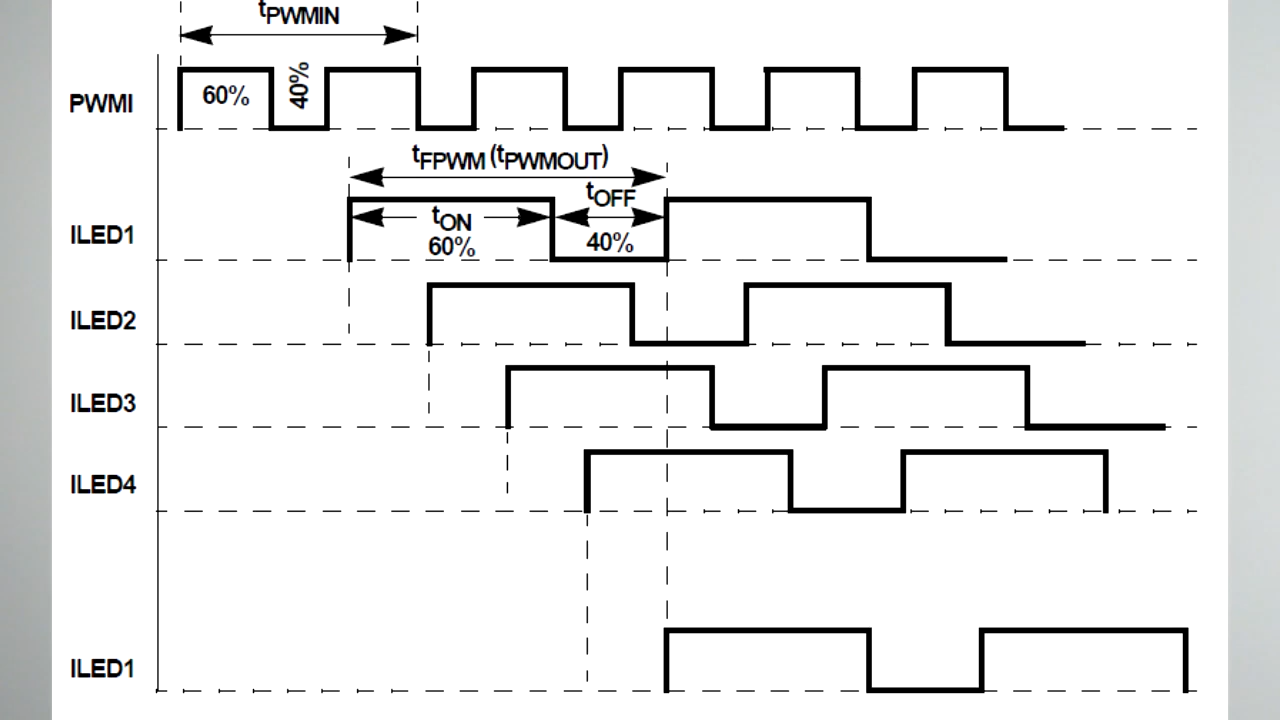 tPWMIN
PWMI
60%
40%
tFPWM (tPWMOUT)
tOFF
ILED1
tON
60%
40%
ILED2
ILED3
ILED4
ILED1